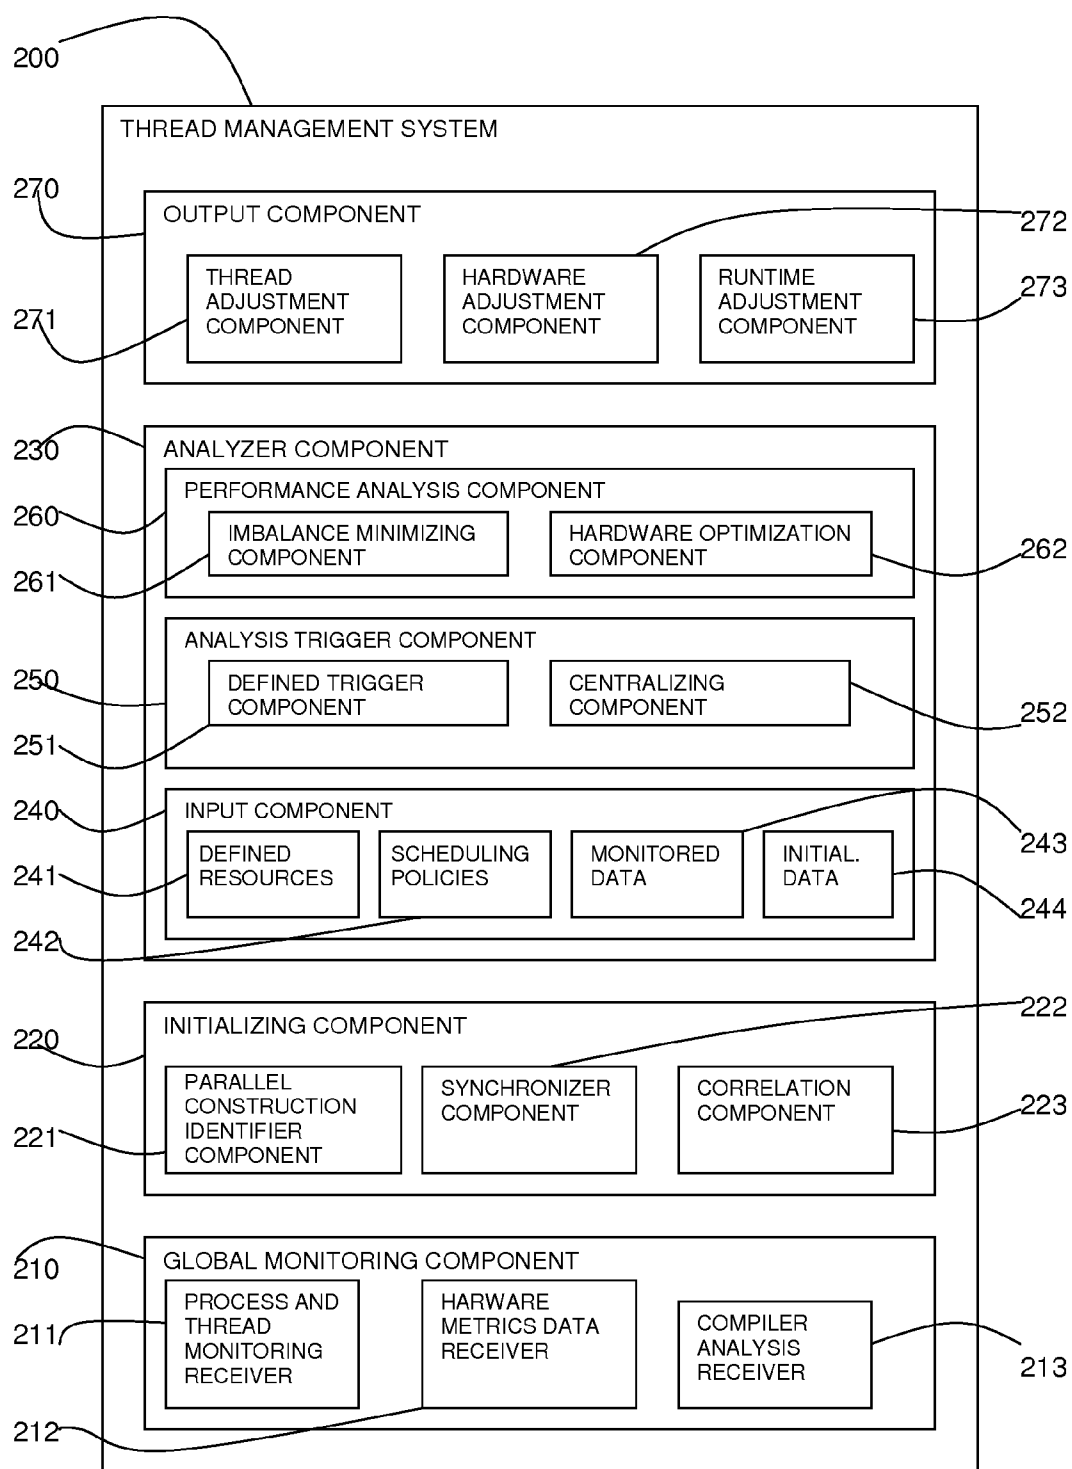 200
THREAD MANAGEMENT SYSTEM
270
OUTPUT COMPONENT
272
THREAD
ADJUSTMENT
COMPONENT
HARDWARE
ADJUSTMENT
COMPONENT
RUNTIME
ADJUSTMENT
COMPONENT
273
271
230
ANALYZER COMPONENT
PERFORMANCE ANALYSIS COMPONENT
260
IMBALANCE MINIMIZING
COMPONENT
HARDWARE OPTIMIZATION
COMPONENT
262
261
ANALYSIS TRIGGER COMPONENT
250
DEFINED TRIGGER
COMPONENT
CENTRALIZING
COMPONENT
252
251
240
INPUT COMPONENT
243
DEFINED
RESOURCES
SCHEDULING
POLICIES
MONITORED
DATA
INITIAL.
DATA
241
244
242
222
INITIALIZING COMPONENT
220
PARALLEL
CONSTRUCTION
IDENTIFIER
COMPONENT
SYNCHRONIZER
COMPONENT
CORRELATION
COMPONENT
223
221
GLOBAL MONITORING COMPONENT
210
PROCESS AND
THREAD
MONITORING
RECEIVER
HARWARE
METRICS DATA
RECEIVER
COMPILER
ANALYSIS
RECEIVER
211
213
212